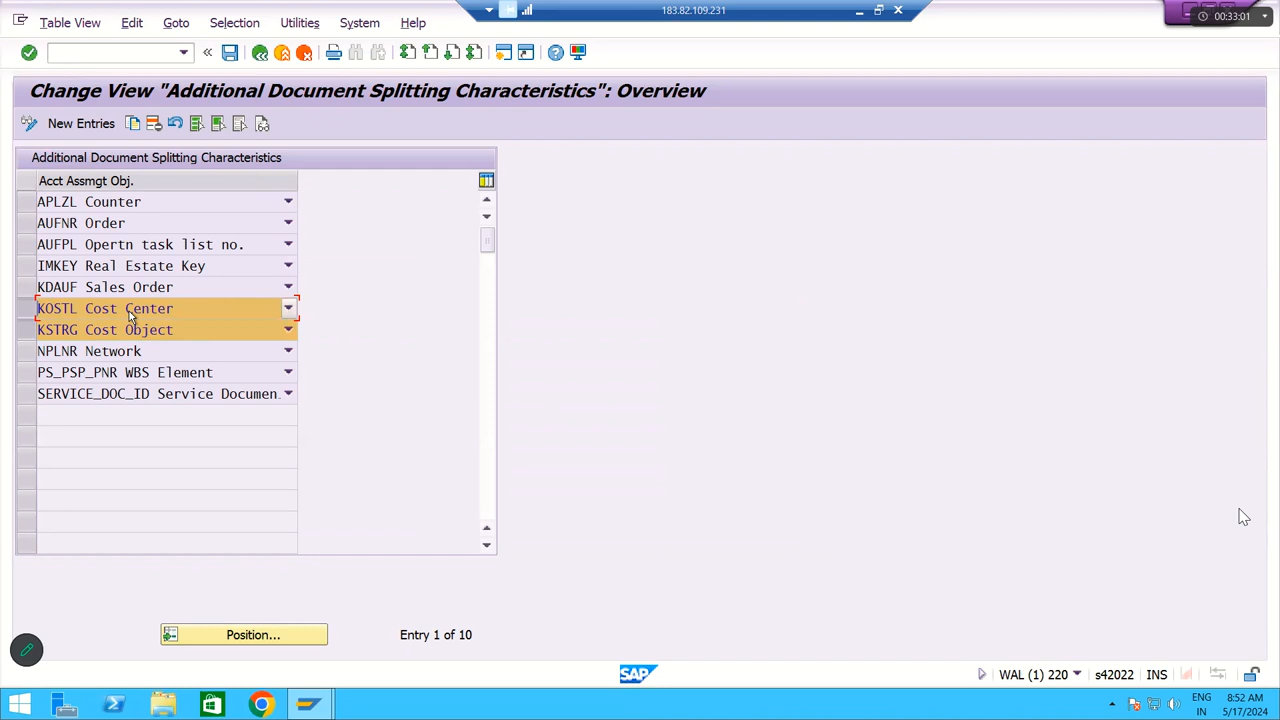 183.82.109.231
00:33:01
Table View Edit Goto Selection Utilities System Help
Change View "Additional Document Splitting Characteristics": Overview
New Entries
Additional Document Splitting Characteristics
Acct Assmgt Obj.
APLZL Counter
AUFNR Order
AUFPL Opertn task list no.
IMKEY Real Estate Key
KDAUF Sales Order
KOSTL Cost Center
KSTRG Cost Object
NPLNR Network
PS_PSP_PNR WBS Element
SERVICE_DOC_ID Service Documen.
Position...
Entry 1 of 10
SAP
WAL (1) 220
s42022
INS
ENG
IN
8:52 AM
5/17/2024